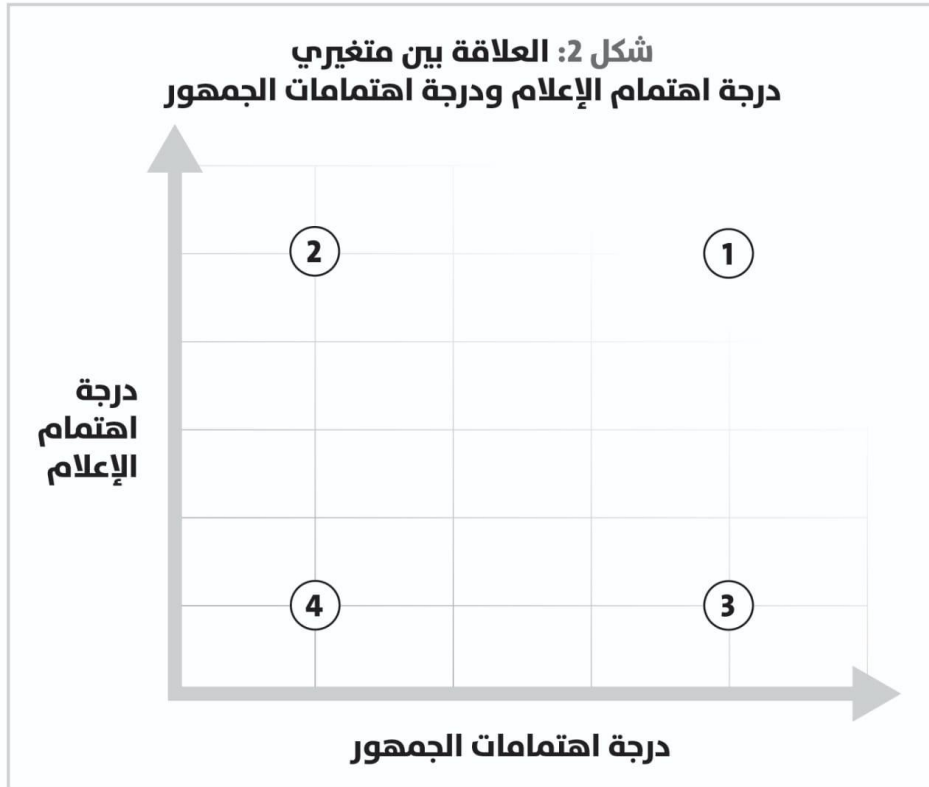 شكل 2: العلاقة بين متغيري
درجة اهتمام الإعلام ودرجة اهتمامات الجمهور
2
1
درجة
اهتمام
الإعلام
4
3
درجة اهتمامات الجمهور